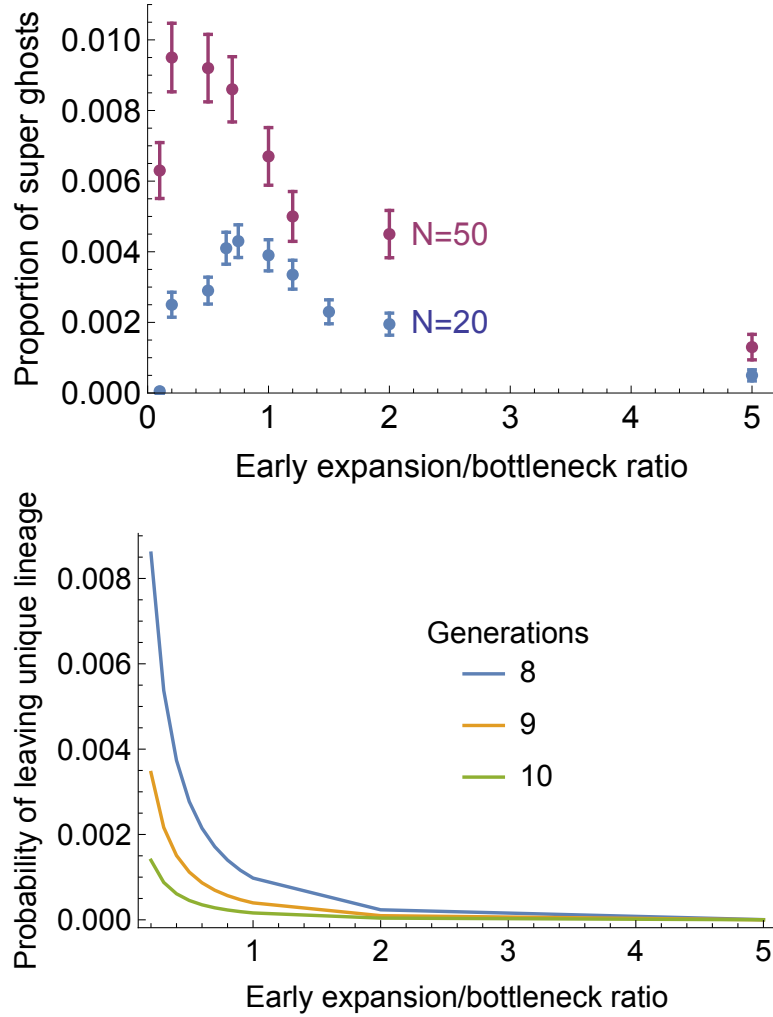 Proportion of super ghosts
0.010
0.008
0.006
0.004
0.002
0.000
N=50
N=20
0 1 2 3 4 5
Early expansion/bottleneck ratio
Probability of leaving unique lineage
0.008
0.006
0.004
0.002
0.000
Generations
8
9
10
1 2 3 4 5
Early expansion/bottleneck ratio